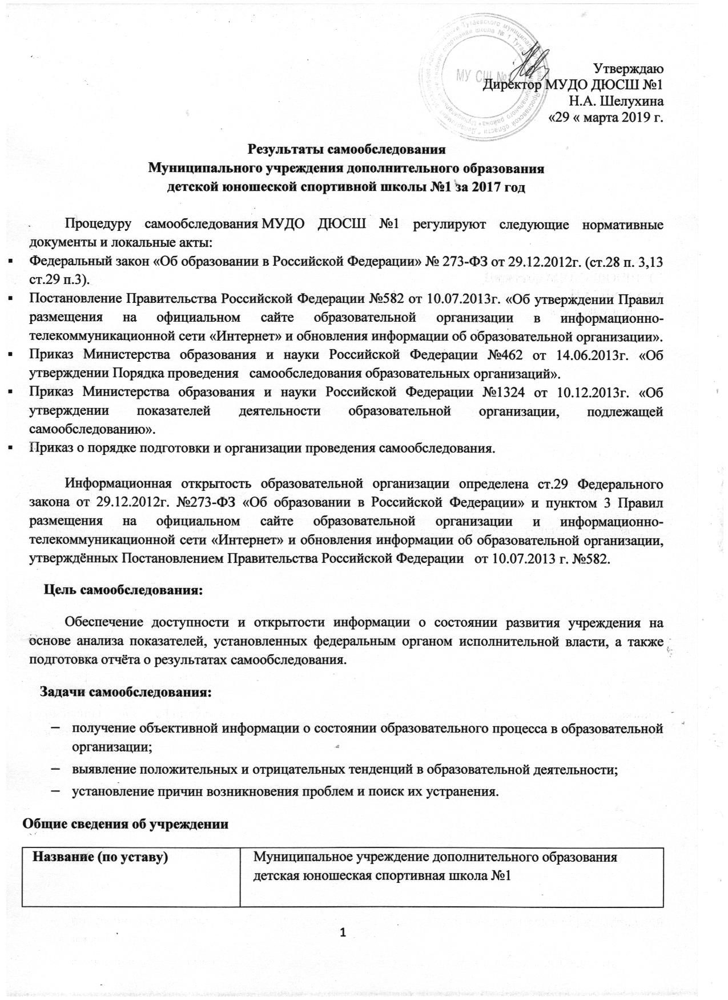 МУ СШ №1
Утверждаю
Директор МУДО ДЮСШ №1
Н.А. Шелухина
«29 « марта 2019 г.
Результаты самообследования
Муниципального учреждения дополнительного образования
детской юношеской спортивной школы №1 за 2017 год
Процедуру самообследования МУДО ДЮСШ №1 регулируют следующие нормативные
документы и локальные акты:
▪ Федеральный закон «Об образовании в Российской Федерации» № 273-ФЗ от 29.12.2012г. (ст.28 п. 3,13
ст.29 п.3).
▪ Постановление Правительства Российской Федерации №582 от 10.07.2013г. «Об утверждении Правил
размещения на официальном сайте образовательной организации в информационно-
телекоммуникационной сети «Интернет» и обновления информации об образовательной организации».
▪ Приказ Министерства образования и науки Российской Федерации №462 от 14.06.2013г. «Об
утверждении Порядка проведения самообследования образовательных организаций».
▪ Приказ Министерства образования и науки Российской Федерации №1324 от 10.12.2013г. «Об
утверждении показателей деятельности образовательной организации, подлежащей
самообследованию».
▪ Приказ о порядке подготовки и организации проведения самообследования.
Информационная открытость образовательной организации определена ст.29 Федерального
закона от 29.12.2012г. №273-ФЗ «Об образовании в Российской Федерации» и пунктом 3 Правил
размещения на официальном сайте образовательной организации и информационно-
телекоммуникационной сети «Интернет» и обновления информации об образовательной организации,
утверждённых Постановлением Правительства Российской Федерации от 10.07.2013 г. №582.
Цель самообследования:
Обеспечение доступности и открытости информации о состоянии развития учреждения на
основе анализа показателей, установленных федеральным органом исполнительной власти, а также
подготовка отчёта о результатах самообследования.
Задачи самообследования:
– получение объективной информации о состоянии образовательного процесса в образовательной
организации;
– выявление положительных и отрицательных тенденций в образовательной деятельности;
– установление причин возникновения проблем и поиск их устранения.
Общие сведения об учреждении
Название (по уставу)
Муниципальное учреждение дополнительного образования
детская юношеская спортивная школа №1
1